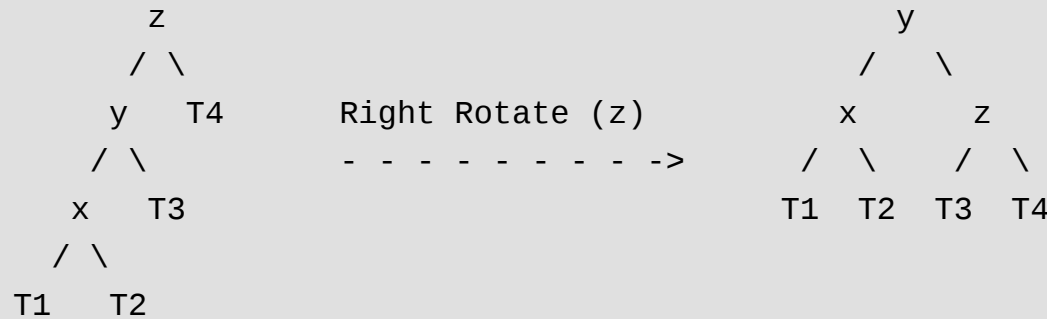 z                                      y
        / \                                   /   \
       y   T4      Right Rotate (z)          x      z
      / \          - - - - - - - - ->      /  \    /  \
     x   T3                               T1  T2  T3  T4
    / \
  T1   T2